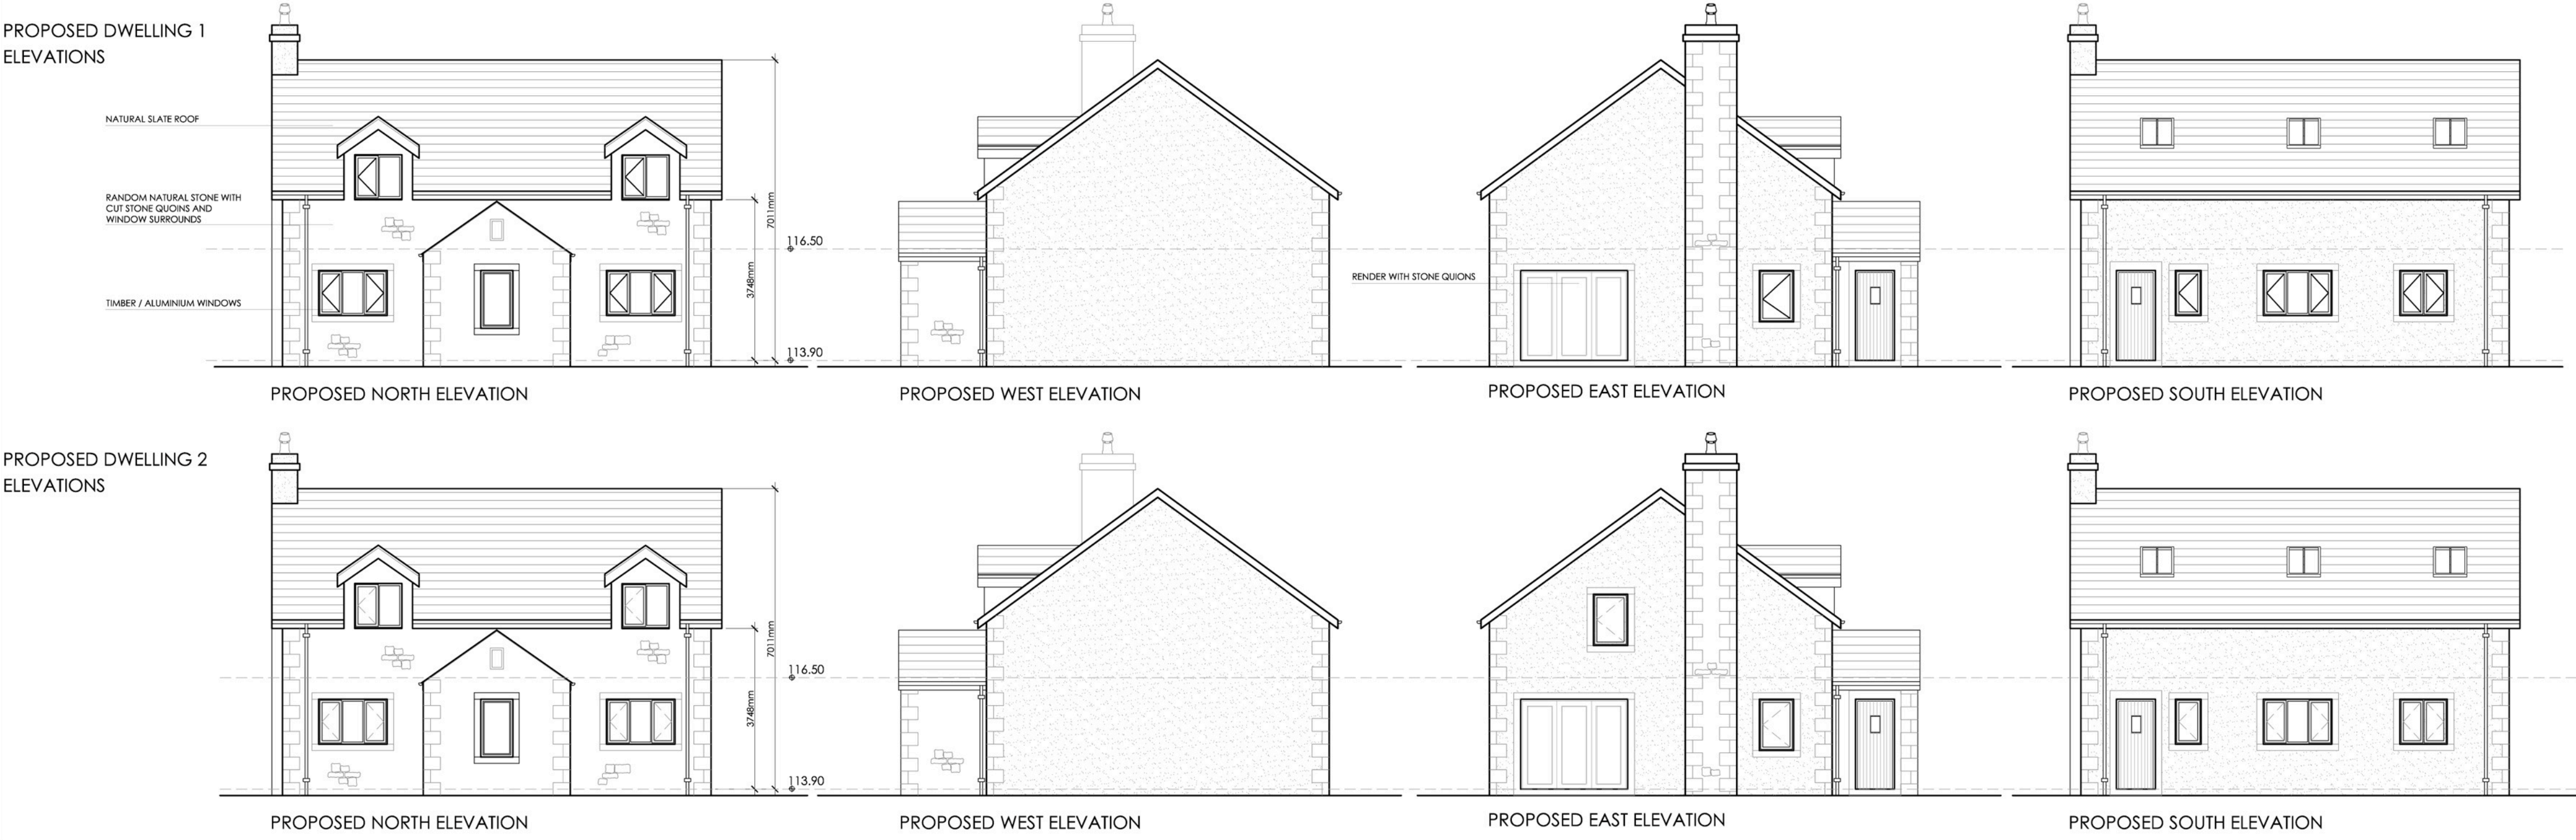 PROPOSED DWELLING 1
ELEVATIONS
NATURAL SLATE ROOF
RANDOM NATURAL STONE WITH
CUT STONE QUOINS AND
WINDOW SURROUNDS
TIMBER / ALUMINIUM WINDOWS
7011mm
3748mm
116.50
113.90
RENDER WITH STONE QUIONS
PROPOSED NORTH ELEVATION
PROPOSED WEST ELEVATION
PROPOSED EAST ELEVATION
PROPOSED SOUTH ELEVATION
PROPOSED DWELLING 2
ELEVATIONS
7011mm
3748mm
116.50
113.90
PROPOSED NORTH ELEVATION
PROPOSED WEST ELEVATION
PROPOSED EAST ELEVATION
PROPOSED SOUTH ELEVATION